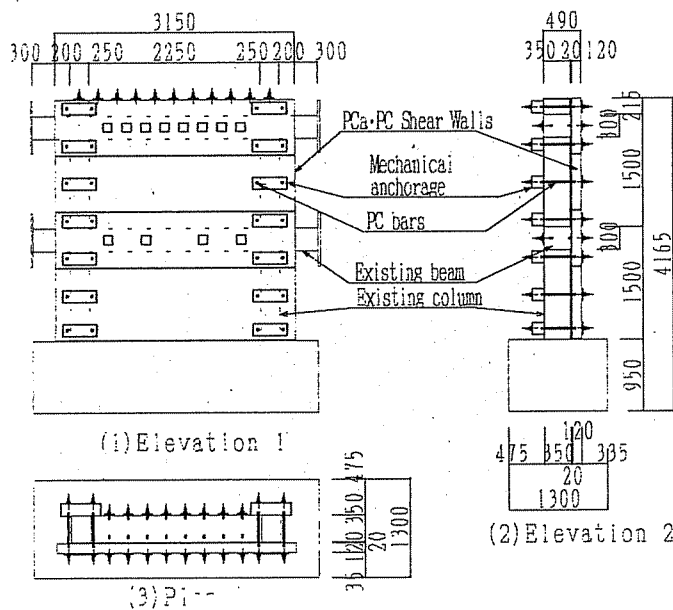 3150
300 200 250 2250 250 200 300
490
350 20 120
PCa·PC Shear Walls
Mechanical
anchorage
PC bars
Existing beam
Existing column
215
300
1500
300
1500
4165
950
(1)Elevation 1
120
475 350 335
20
1300
(2)Elevation 2
475
350
120
20
1300
(3)